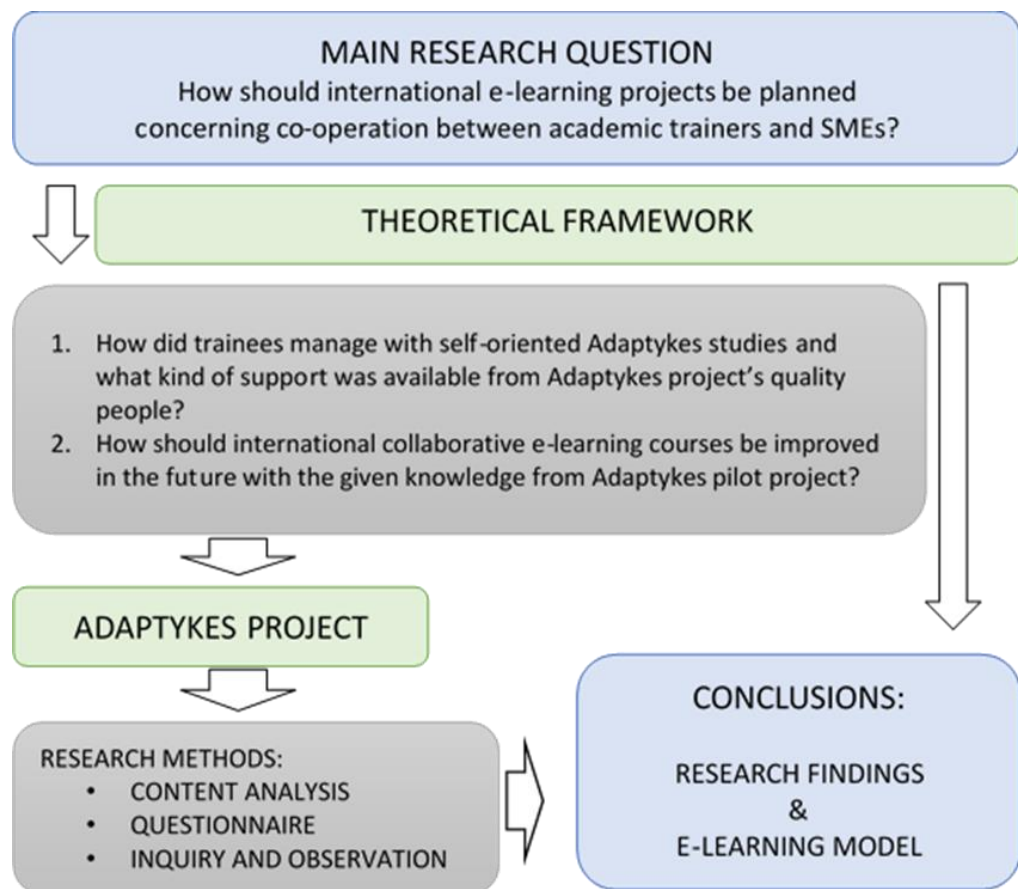 MAIN RESEARCH QUESTION
How should international e-learning projects be planned
concerning co-operation between academic trainers and SMEs?
THEORETICAL FRAMEWORK
1. How did trainees manage with self-oriented Adaptykes studies and
what kind of support was available from Adaptykes project's quality
people?
2. How should international collaborative e-learning courses be improved
in the future with the given knowledge from Adaptykes pilot project?
ADAPTYKES PROJECT
RESEARCH METHODS:
• CONTENT ANALYSIS
• QUESTIONNAIRE
• INQUIRY AND OBSERVATION
CONCLUSIONS:
RESEARCH FINDINGS
&
E-LEARNING MODEL